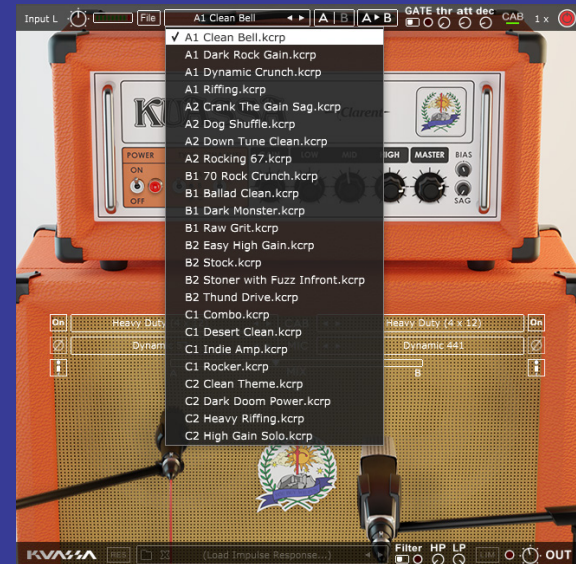 Input L File A1 Clean Bell A B A▸B GATE thr att dec CAB 1 x
✓ A1 Clean Bell.kcrp
A1 Dark Rock Gain.kcrp
A1 Dynamic Crunch.kcrp
A1 Riffing.kcrp
A2 Crank The Gain Sag.kcrp
A2 Dog Shuffle.kcrp
A2 Down Tune Clean.kcrp
A2 Rocking 67.kcrp
B1 70 Rock Crunch.kcrp
B1 Ballad Clean.kcrp
B1 Dark Monster.kcrp
B1 Raw Grit.kcrp
B2 Easy High Gain.kcrp
B2 Stock.kcrp
B2 Stoner with Fuzz Infront.kcrp
B2 Thund Drive.kcrp
C1 Combo.kcrp
C1 Desert Clean.kcrp
C1 Indie Amp.kcrp
C1 Rocker.kcrp
C2 Clean Theme.kcrp
C2 Dark Doom Power.kcrp
C2 Heavy Riffing.kcrp
C2 High Gain Solo.kcrp
Clarent
POWER LOW MID HIGH MASTER BIAS
ON
OFF SAG
On Heavy Duty (4 CAB Heavy Duty (4 x 12) On
Ø Dynamic MIC Dynamic 441 Ø
A MIX B
KVASSA RES (Load Impulse Response...) Filter HP LP LIM OUT